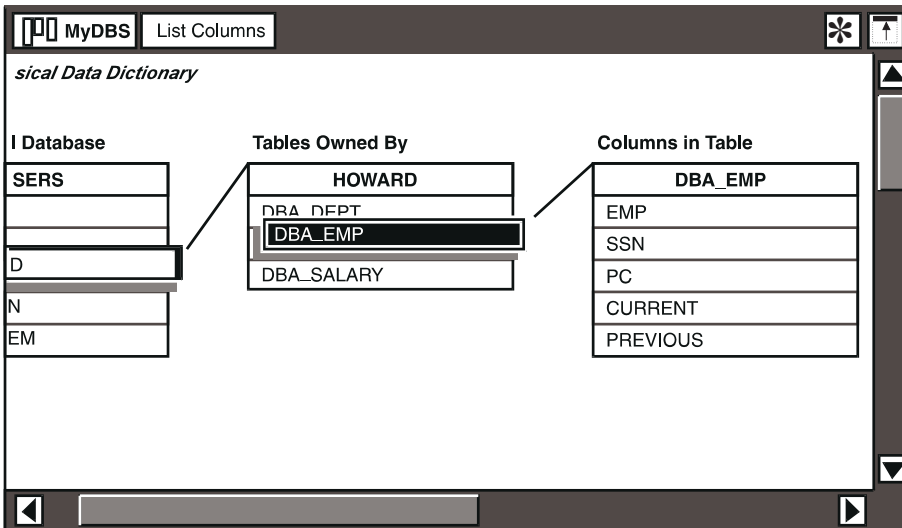 MyDBS List Columns
sical Data Dictionary
l Database
SERS
D
N
EM
Tables Owned By
HOWARD
DBA_DEPT
DBA_EMP
DBA_SALARY
Columns in Table
DBA_EMP
EMP
SSN
PC
CURRENT
PREVIOUS